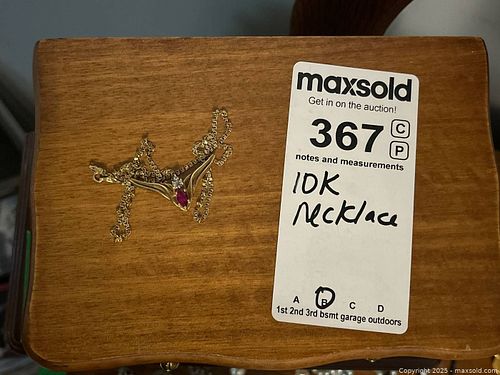 maxsold
Get in on the auction!
367 C
P
notes and measurements
10K
Necklace
A B C D
1st 2nd 3rd bsmt garage outdoors
Copyright 2025 - maxsold.com